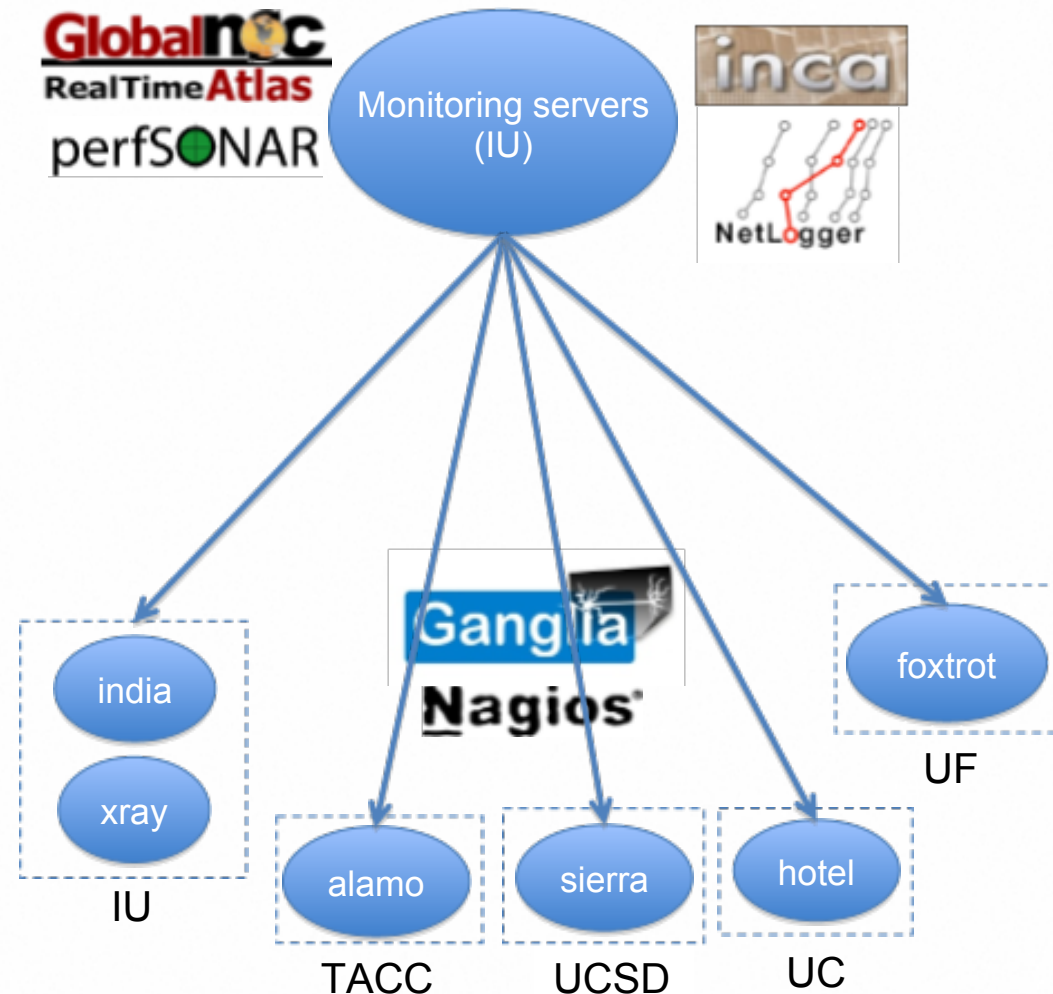 GlobalNOC
RealTimeAtlas
perfSONAR
Monitoring servers
(IU)
inca
NetLogger
Ganglia
Nagios®
india
xray
IU
alamo
TACC
sierra
UCSD
hotel
UC
foxtrot
UF